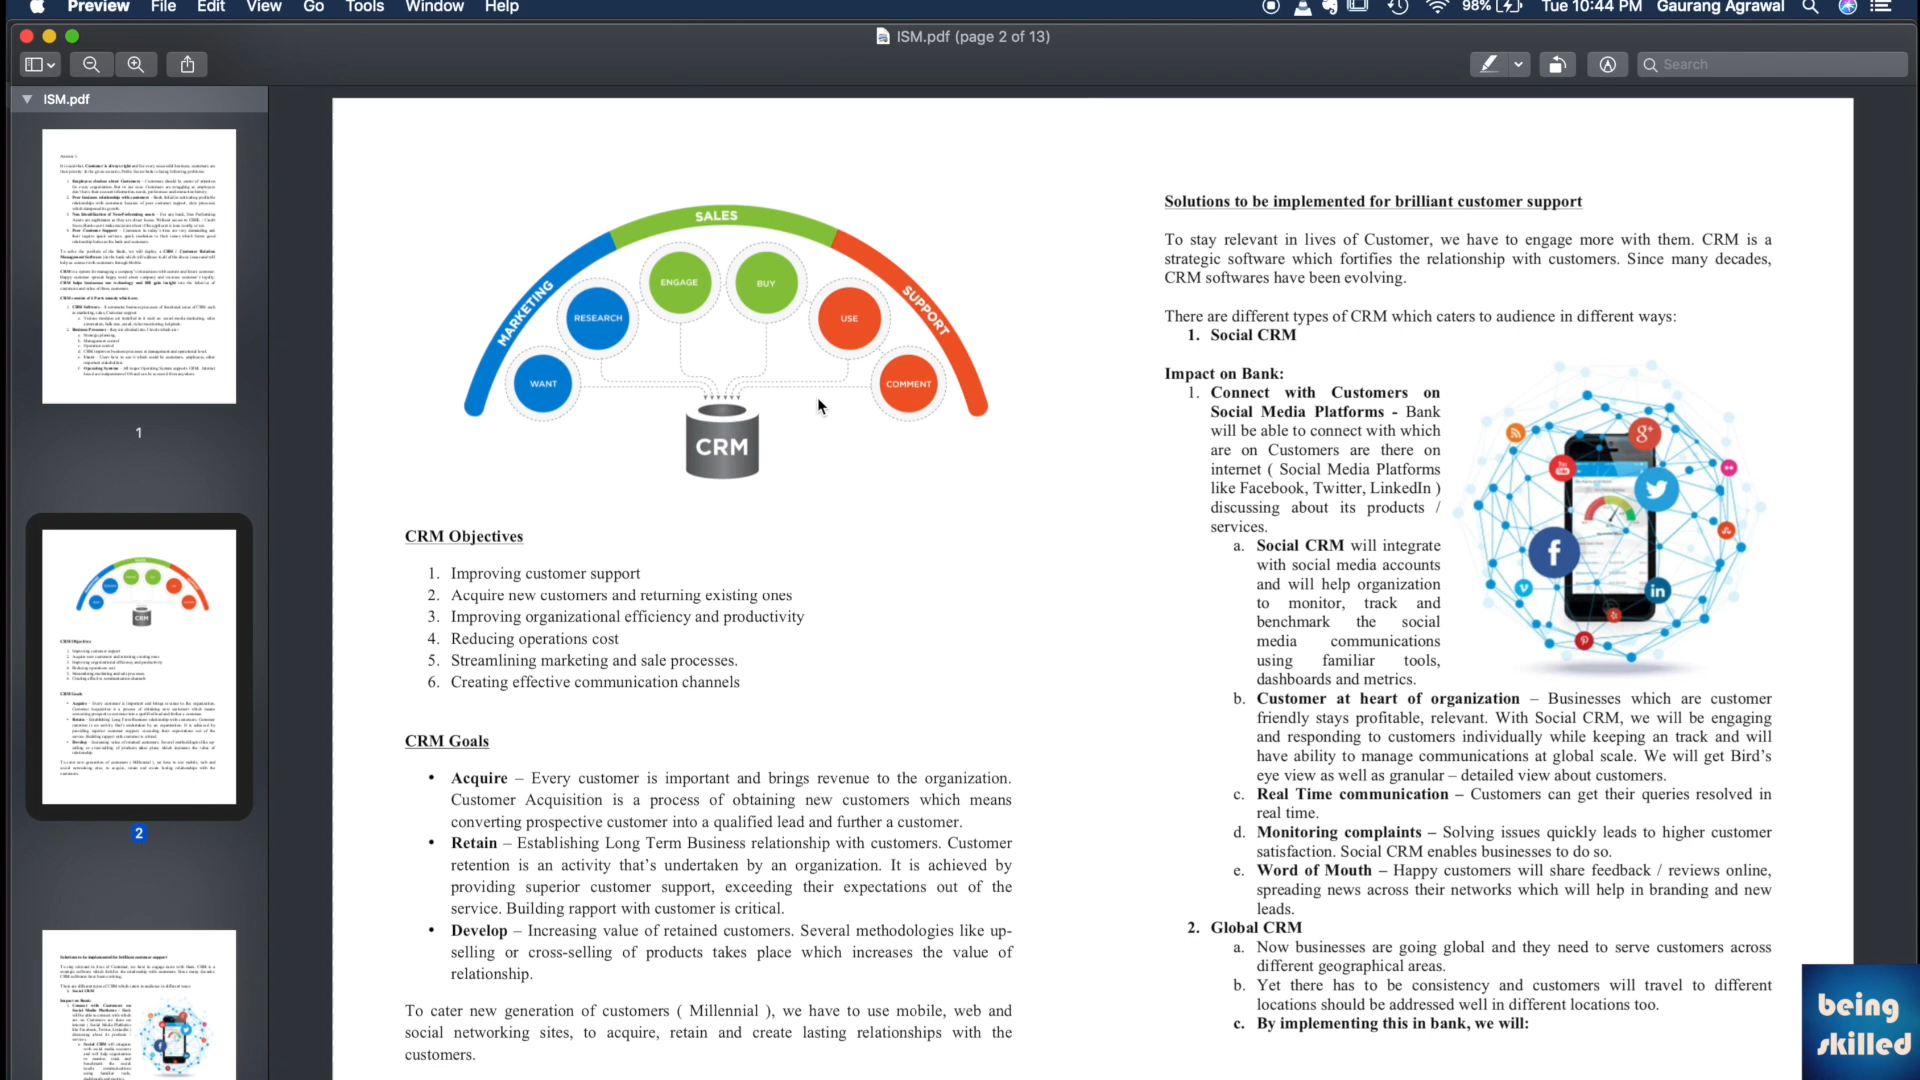 Preview File Edit View Go Tools Window Help
98% Tue 10:44 PM Gaurang Agrawal
ISM.pdf (page 2 of 13)
Search
ISM.pdf
1
2
SALES
MARKETING
SUPPORT
ENGAGE
BUY
RESEARCH
USE
WANT
COMMENT
CRM
CRM Objectives
1. Improving customer support
2. Acquire new customers and returning existing ones
3. Improving organizational efficiency and productivity
4. Reducing operations cost
5. Streamlining marketing and sale processes.
6. Creating effective communication channels
CRM Goals
• Acquire – Every customer is important and brings revenue to the organization.
Customer Acquisition is a process of obtaining new customers which means
converting prospective customer into a qualified lead and further a customer.
• Retain – Establishing Long Term Business relationship with customers. Customer
retention is an activity that’s undertaken by an organization. It is achieved by
providing superior customer support, exceeding their expectations out of the
service. Building rapport with customer is critical.
• Develop – Increasing value of retained customers. Several methodologies like up-
selling or cross-selling of products takes place which increases the value of
relationship.
To cater new generation of customers ( Millennial ), we have to use mobile, web and
social networking sites, to acquire, retain and create lasting relationships with the
customers.
Solutions to be implemented for brilliant customer support
To stay relevant in lives of Customer, we have to engage more with them. CRM is a
strategic software which fortifies the relationship with customers. Since many decades,
CRM softwares have been evolving.
There are different types of CRM which caters to audience in different ways:
1. Social CRM
Impact on Bank:
1. Connect with Customers on
Social Media Platforms - Bank
will be able to connect with which
are on Customers are there on
internet ( Social Media Platforms
like Facebook, Twitter, LinkedIn )
discussing about its products /
services.
a. Social CRM will integrate
with social media accounts
and will help organization
to monitor, track and
benchmark the social
media communications
using familiar tools,
dashboards and metrics.
b. Customer at heart of organization – Businesses which are customer
friendly stays profitable, relevant. With Social CRM, we will be engaging
and responding to customers individually while keeping an track and will
have ability to manage communications at global scale. We will get Bird’s
eye view as well as granular – detailed view about customers.
c. Real Time communication – Customers can get their queries resolved in
real time.
d. Monitoring complaints – Solving issues quickly leads to higher customer
satisfaction. Social CRM enables businesses to do so.
e. Word of Mouth – Happy customers will share feedback / reviews online,
spreading news across their networks which will help in branding and new
leads.
2. Global CRM
a. Now businesses are going global and they need to serve customers across
different geographical areas.
b. Yet there has to be consistency and customers will travel to different
locations should be addressed well in different locations too.
c. By implementing this in bank, we will:
being
skilled